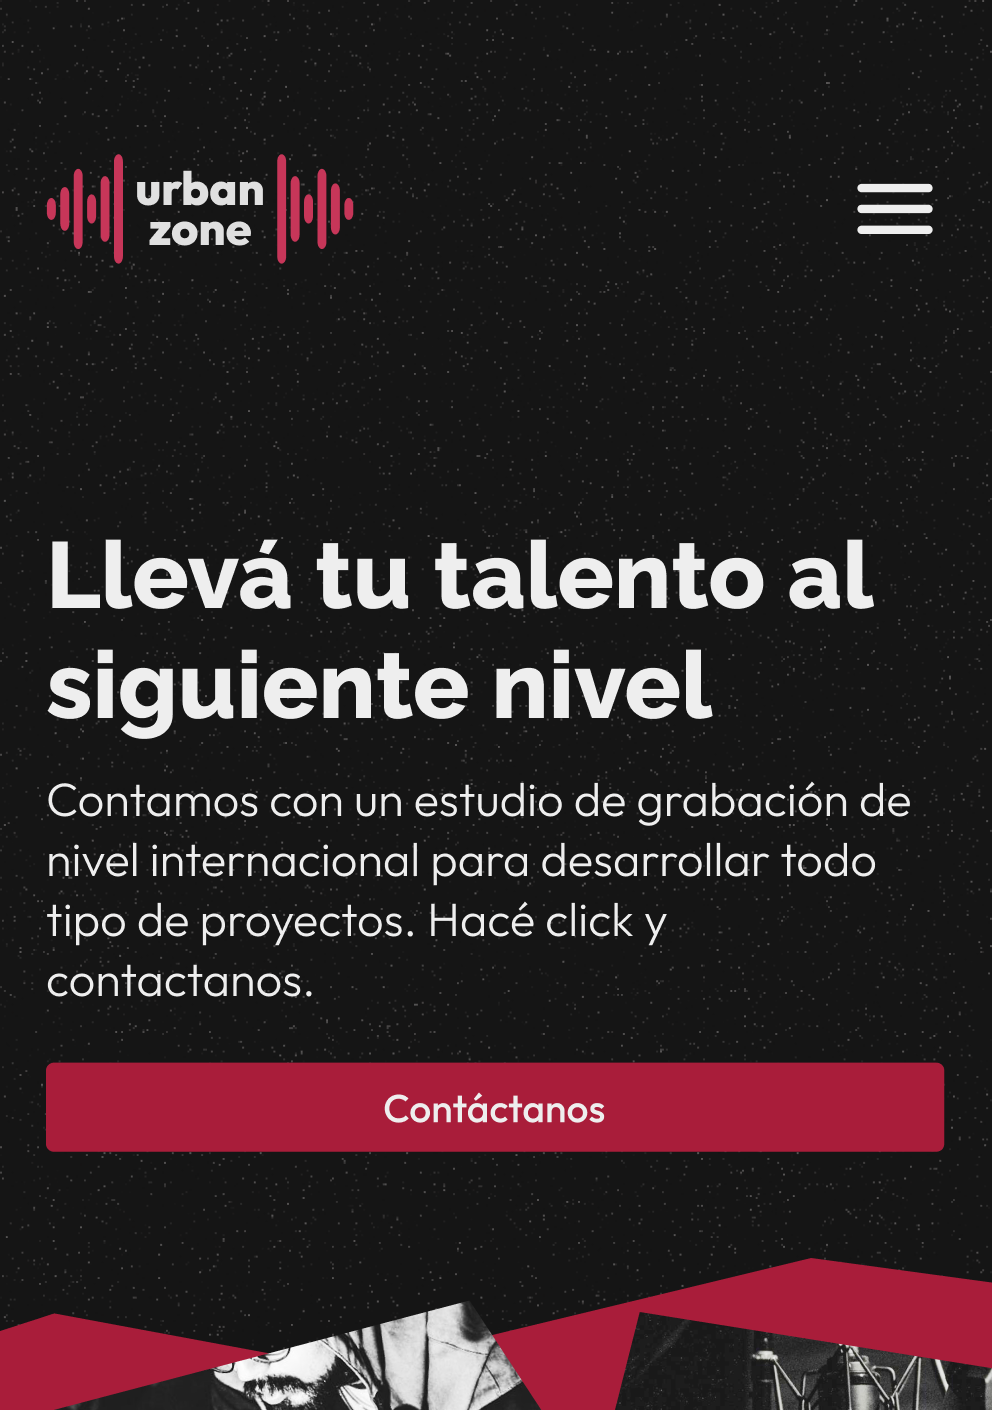 urban
zone
Llevá tu talento al
siguiente nivel
Contamos con un estudio de grabación de
nivel internacional para desarrollar todo
tipo de proyectos. Hacé click y
contactanos.
Contáctanos